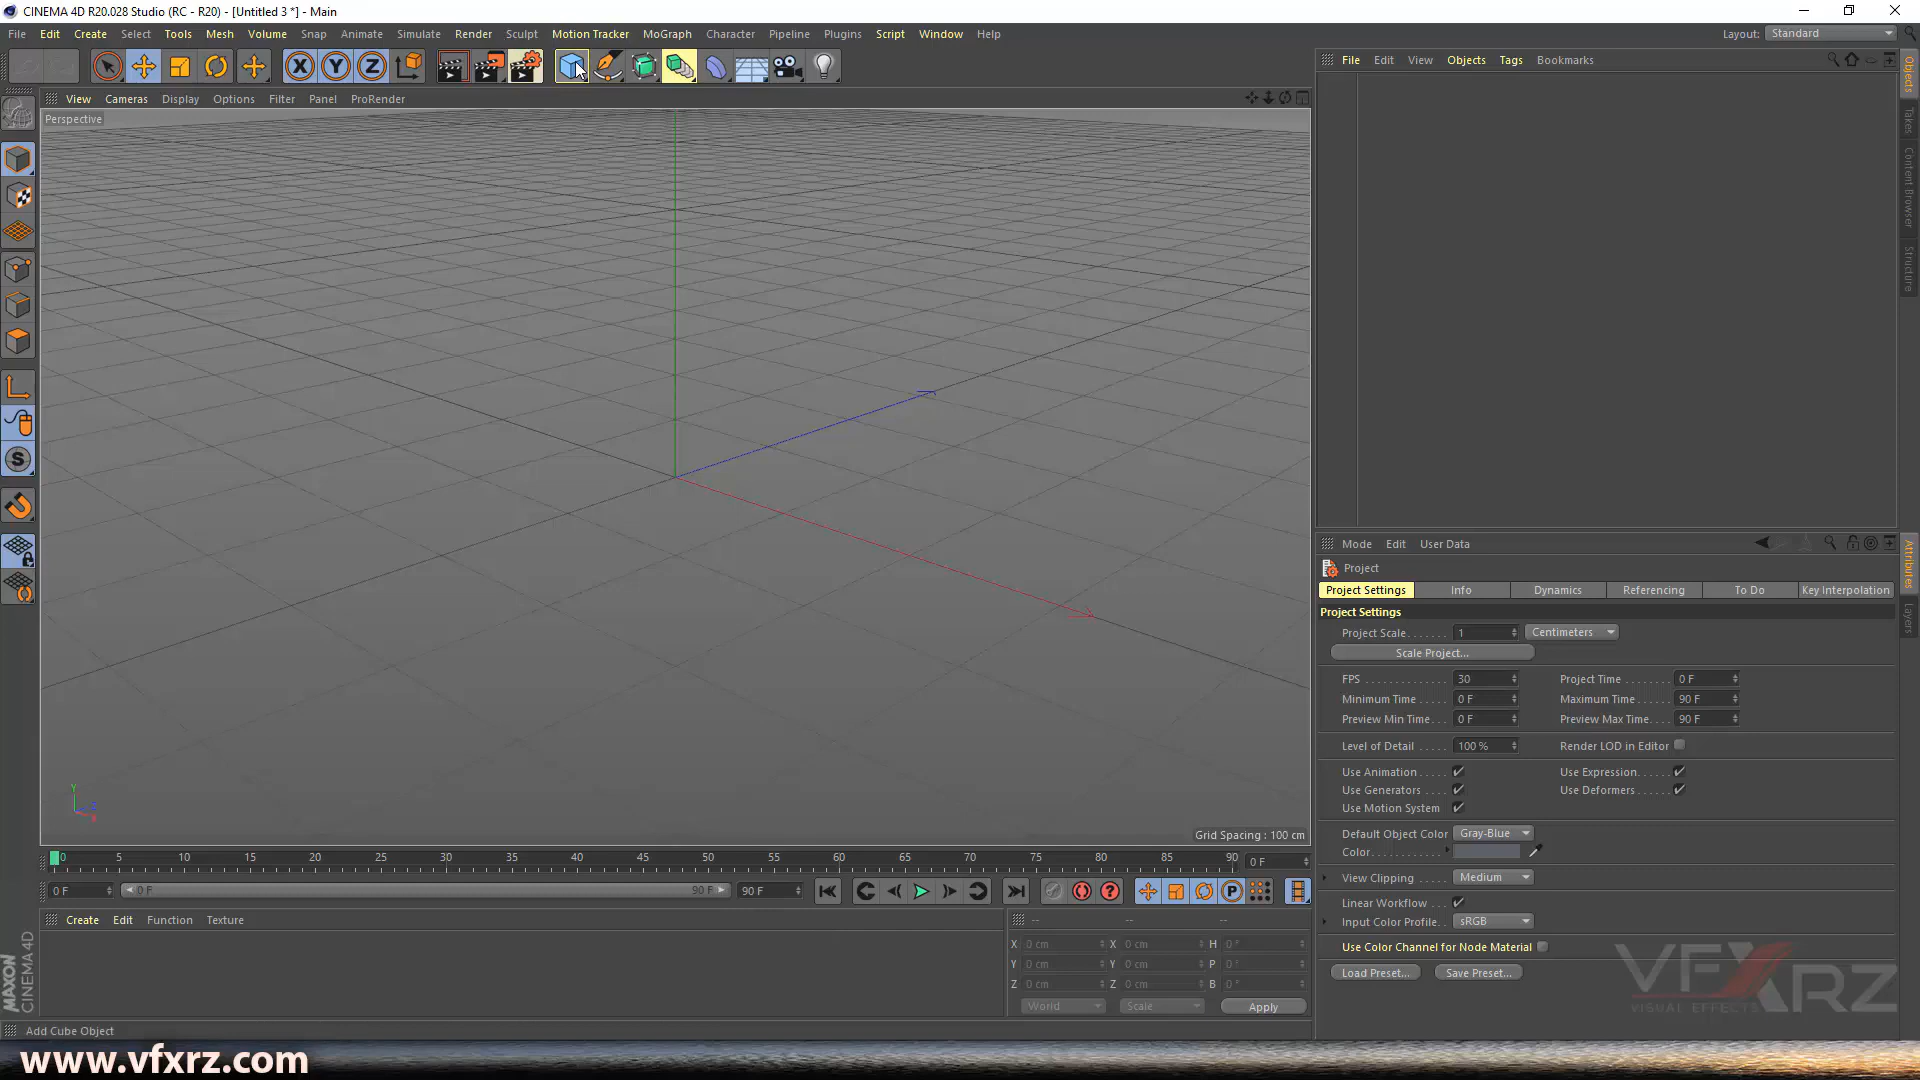 CINEMA 4D R20.028 Studio (RC - R20) - [Untitled 3 *] - Main
File Edit Create Select Tools Mesh Volume Snap Animate Simulate Render Sculpt Motion Tracker MoGraph Character Pipeline Plugins Script Window Help
Layout: Standard
X Y Z
File Edit View Objects Tags Bookmarks
View Cameras Display Options Filter Panel ProRender
Perspective
Objects
Takes
Content Browser
Structure
S
Y
Z
X
Grid Spacing : 100 cm
Mode Edit User Data
Attributes
Layers
Project
Project Settings Info Dynamics Referencing To Do Key Interpolation
Project Settings
Project Scale....... 1 Centimeters
Scale Project...
FPS 30 Project Time 0 F
Minimum Time 0 F Maximum Time 90 F
Preview Min Time 0 F Preview Max Time 90 F
Level of Detail 100 % Render LOD in Editor
Use Animation Use Expression
Use Generators Use Deformers
Use Motion System
Default Object Color Gray-Blue
Color
View Clipping Medium
Linear Workflow
Input Color Profile sRGB
Use Color Channel for Node Material
Load Preset... Save Preset...
0 5 10 15 20 25 30 35 40 45 50 55 60 65 70 75 80 85 90 0 F
0 F 0 F 90 F 90 F
? P
Create Edit Function Texture
-- -- --
X 0 cm X 0 cm H 0 °
Y 0 cm Y 0 cm P 0 °
Z 0 cm Z 0 cm B 0 °
World Scale Apply
MAXON
CINEMA 4D
Add Cube Object
VFXRZ
VISUAL EFFECTS
www.vfxrz.com